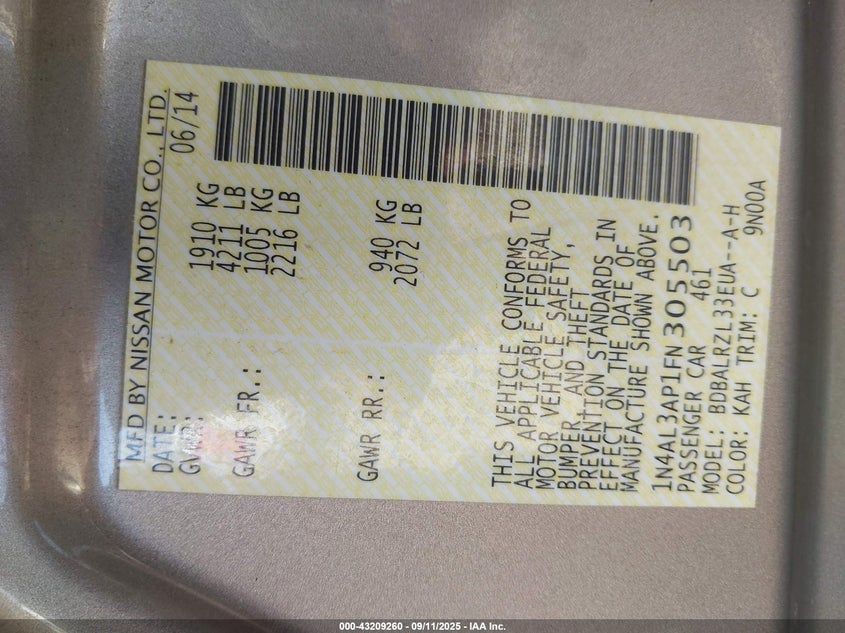 MFD BY NISSAN MOTOR CO., LTD.
DATE: 06/14
GVWR: 1910 KG
4211 LB
GAWR FR.: 1005 KG
2216 LB
GAWR RR.: 940 KG
2072 LB
THIS VEHICLE CONFORMS TO
ALL APPLICABLE FEDERAL
MOTOR VEHICLE SAFETY,
BUMPER, AND THEFT
PREVENTION STANDARDS IN
EFFECT ON THE DATE OF
MANUFACTURE SHOWN ABOVE.
1N4AL3AP1FN305503
PASSENGER CAR 461
MODEL: BDBALRZL33EUA--A-H
COLOR: KAH TRIM: C 9N00A
000-43209260 - 09/11/2025 - IAA Inc.